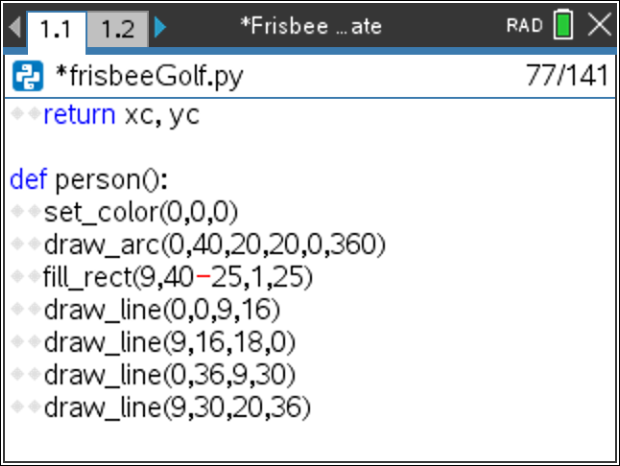 1.1 1.2 *Frisbee ...ate RAD
*frisbeeGolf.py 77/141
return xc, yc
def person():
set_color(0,0,0)
draw_arc(0,40,20,20,0,360)
fill_rect(9,40-25,1,25)
draw_line(0,0,9,16)
draw_line(9,16,18,0)
draw_line(0,36,9,30)
draw_line(9,30,20,36)